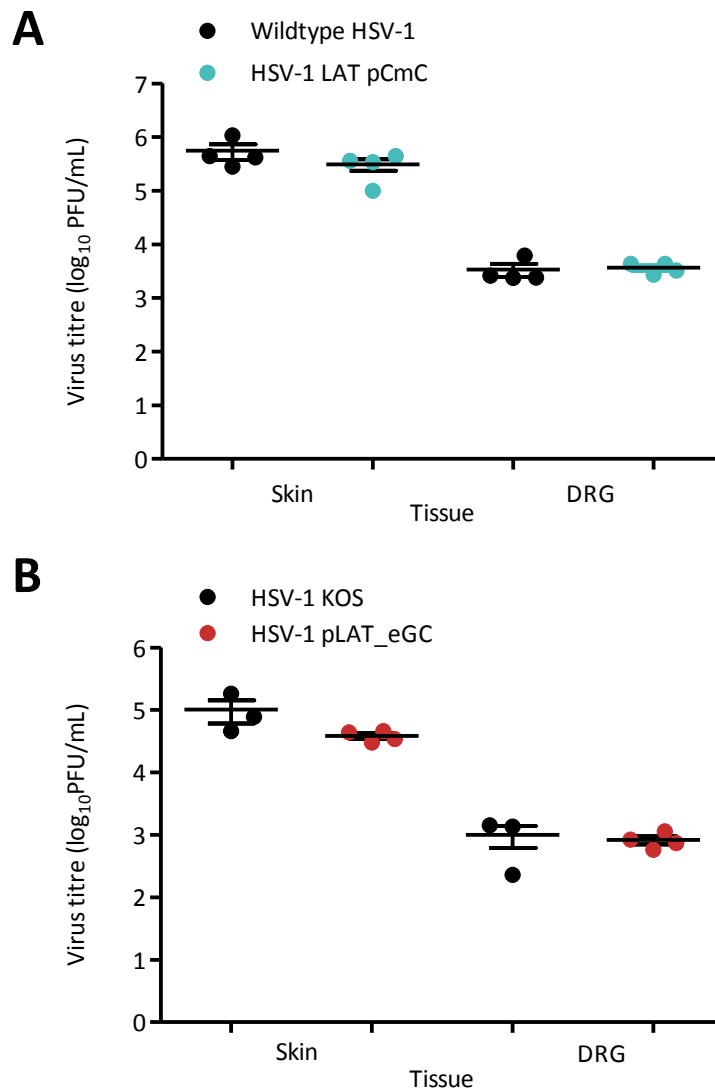 A
Wildtype HSV-1
HSV-1 LAT pCmC
Virus titre (log10 PFU/mL)
7
6
5
4
3
2
1
0
Skin
DRG
Tissue
B
HSV-1 KOS
HSV-1 pLAT_eGC
Virus titre (log10PFU/mL)
6
5
4
3
2
1
0
Skin
DRG
Tissue